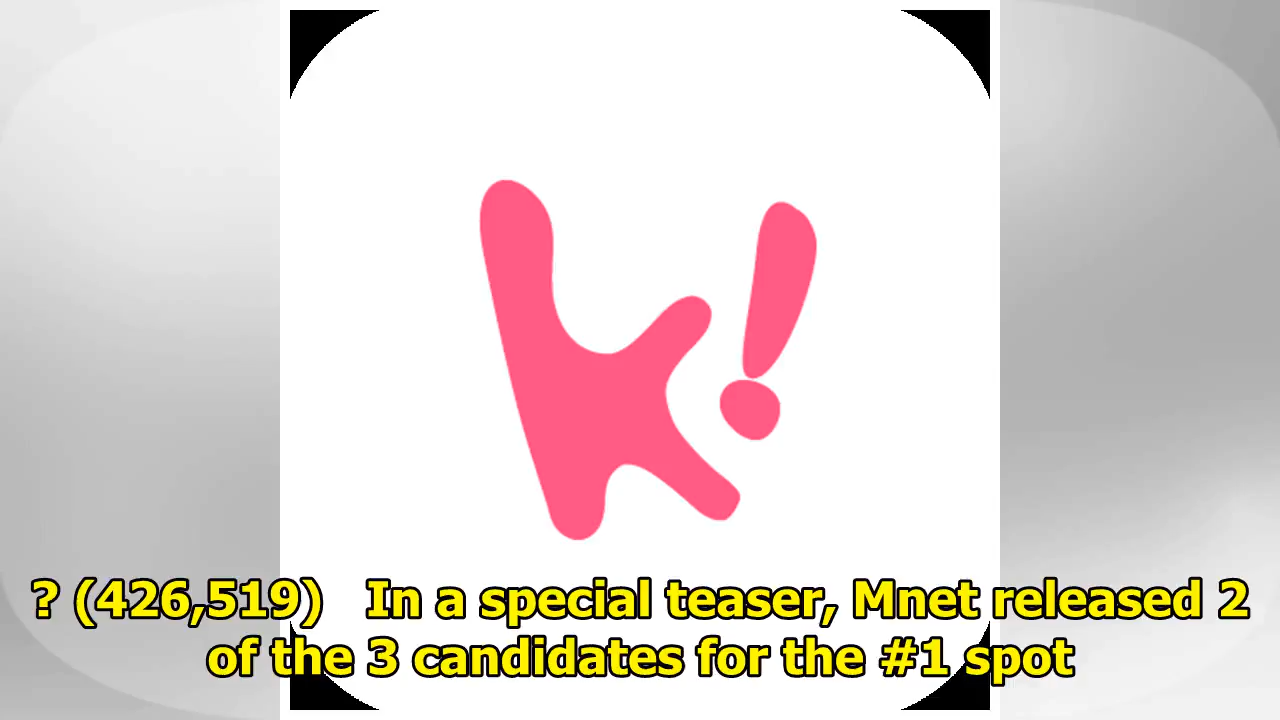 k!
? (426,519) In a special teaser, Mnet released 2
of the 3 candidates for the #1 spot